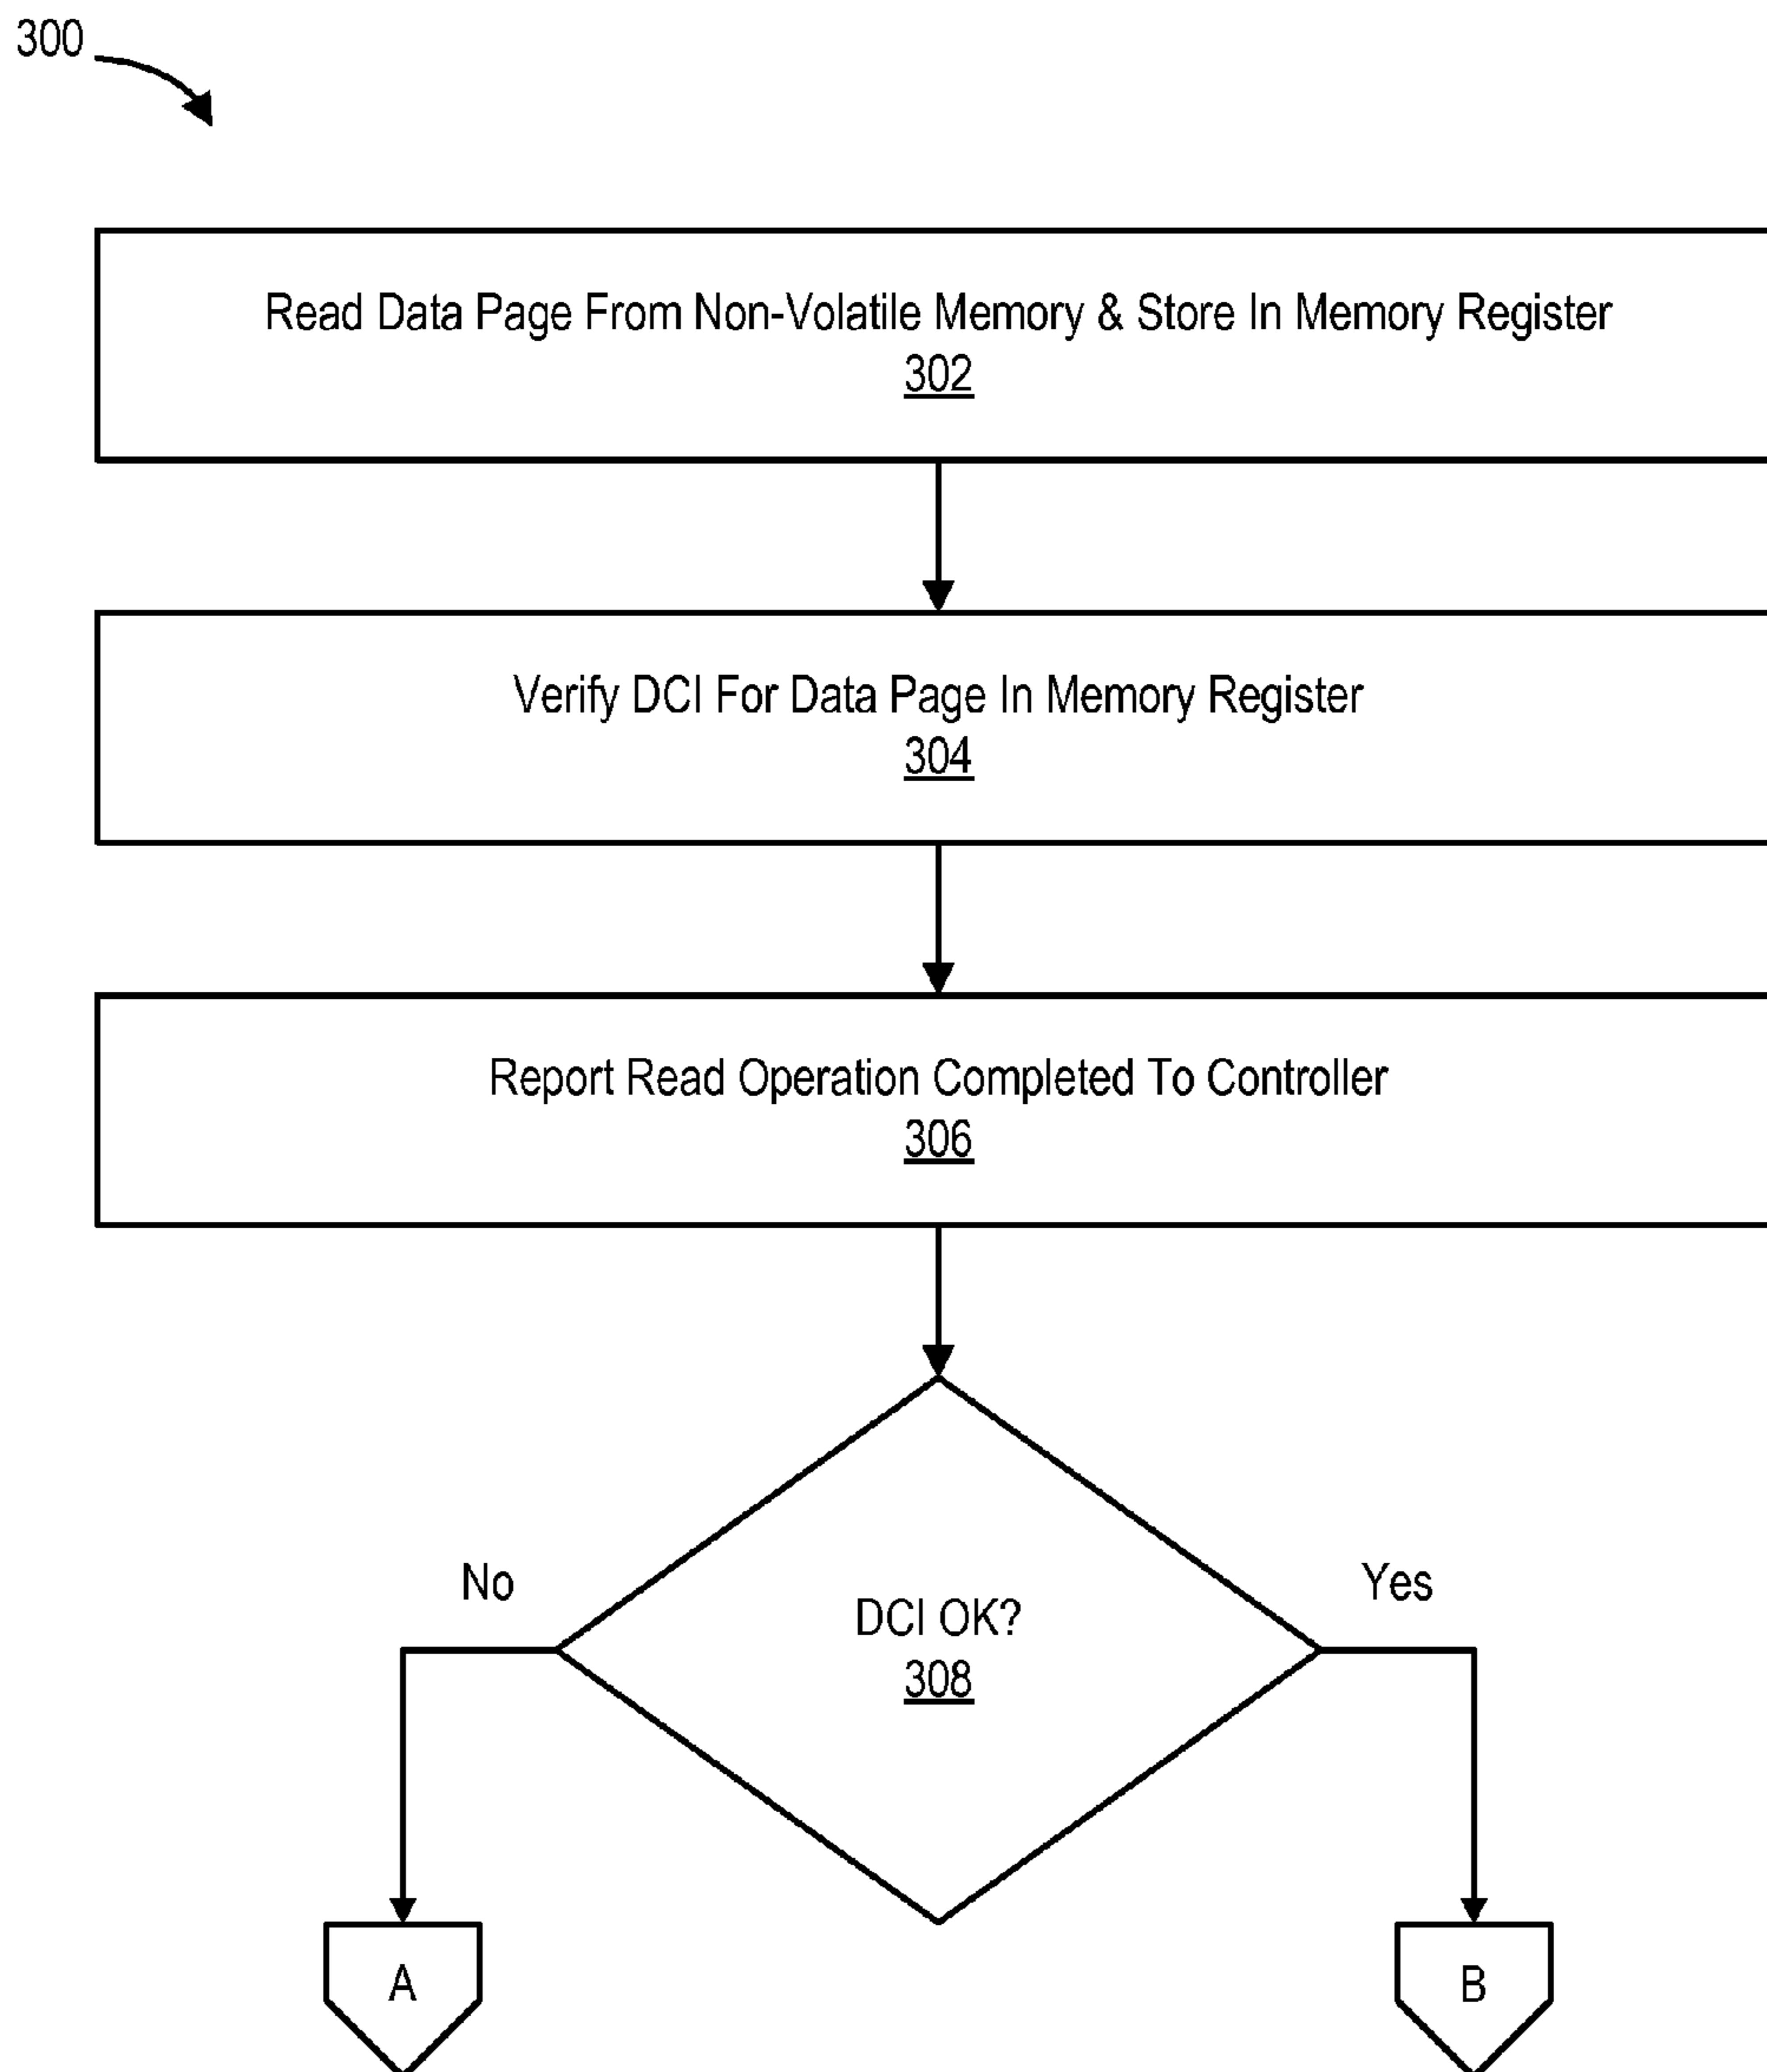 300
Read Data Page From Non-Volatile Memory & Store In Memory Register
302
Verify DCI For Data Page In Memory Register
304
Report Read Operation Completed To Controller
306
No
Yes
DCI OK?
308
A
B